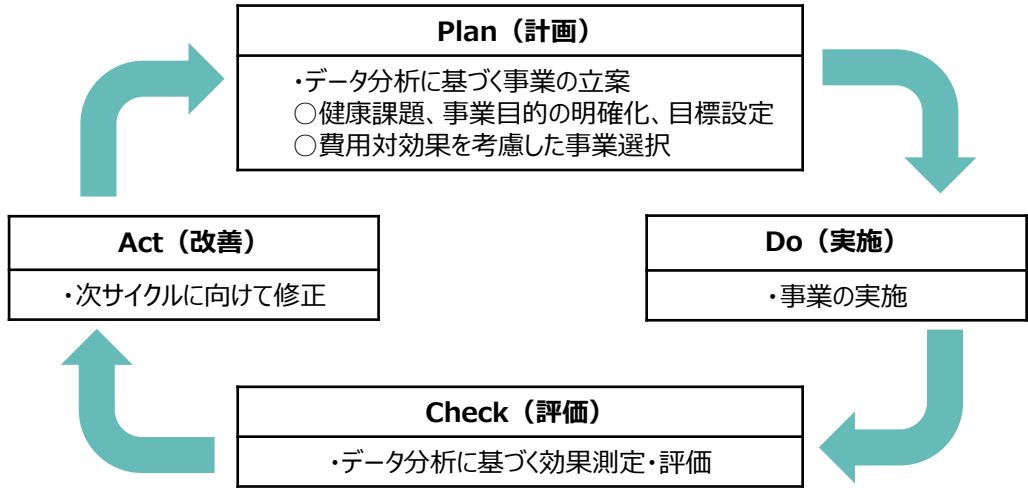 Plan（計画）
・データ分析に基づく事業の立案
○健康課題、事業目的の明確化、目標設定
○費用対効果を考慮した事業選択
Act（改善）
・次サイクルに向けて修正
Do（実施）
・事業の実施
Check（評価）
・データ分析に基づく効果測定・評価